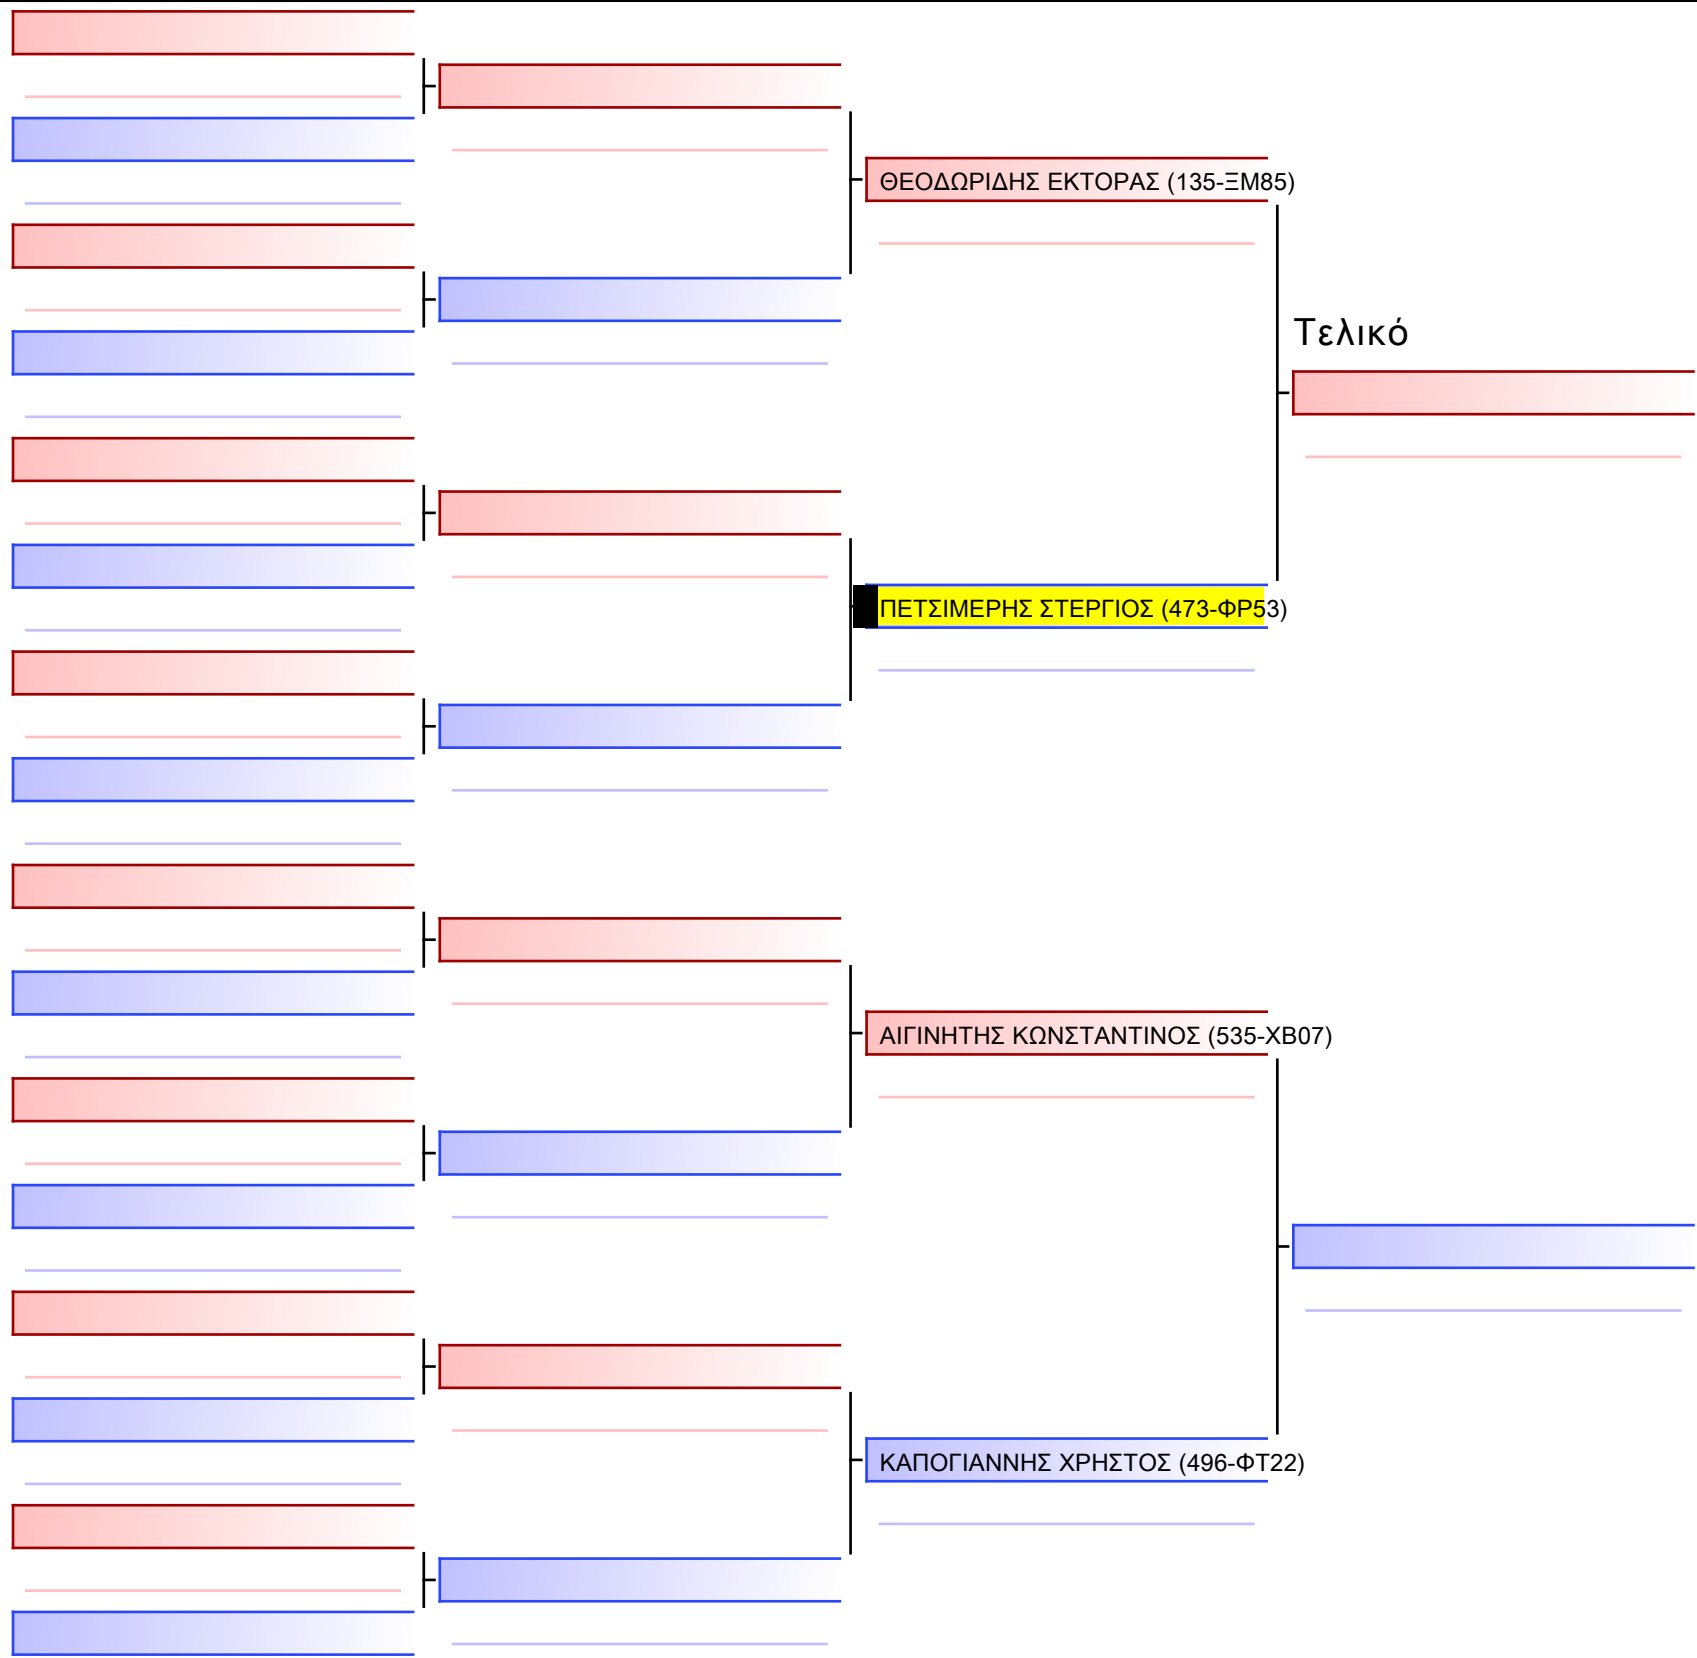 ΘΕΟΔΩΡΙΔΗΣ ΕΚΤΟΡΑΣ (135-ΞΜ85)
Τελικό
ΠΕΤΣΙΜΕΡΗΣ ΣΤΕΡΓΙΟΣ (473-ΦΡ53)
ΑΙΓΙΝΗΤΗΣ ΚΩΝΣΤΑΝΤΙΝΟΣ (535-ΧΒ07)
ΚΑΠΟΓΙΑΝΝΗΣ ΧΡΗΣΤΟΣ (496-ΦΤ22)